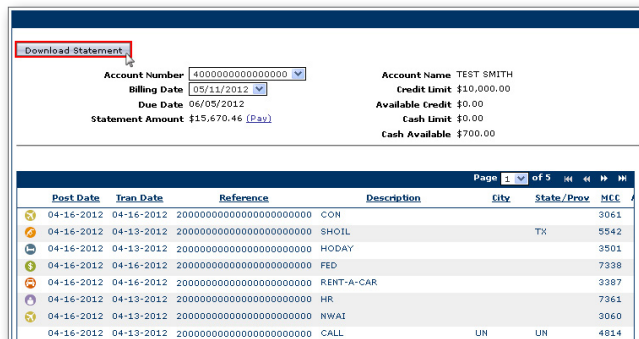 Download Statement
Account Number 4000000000000000 Account Name TEST SMITH
Billing Date 05/11/2012 Credit Limit $10,000.00
Due Date 06/05/2012 Available Credit $0.00
Statement Amount $15,670.46 (Pay) Cash Limit $0.00
Cash Available $700.00
Page 1 of 5
Post Date Tran Date Reference Description City State/Prov MCC
04-16-2012 04-16-2012 20000000000000000000000 CON 3061
04-16-2012 04-13-2012 20000000000000000000000 SHOIL TX 5542
04-16-2012 04-13-2012 20000000000000000000000 HODAY 3501
04-16-2012 04-16-2012 20000000000000000000000 FED 7338
04-16-2012 04-13-2012 20000000000000000000000 RENT-A-CAR 3387
04-16-2012 04-13-2012 20000000000000000000000 HR 7361
04-16-2012 04-13-2012 20000000000000000000000 NWAI 3060
04-16-2012 04-13-2012 20000000000000000000000 CALL UN UN 4814